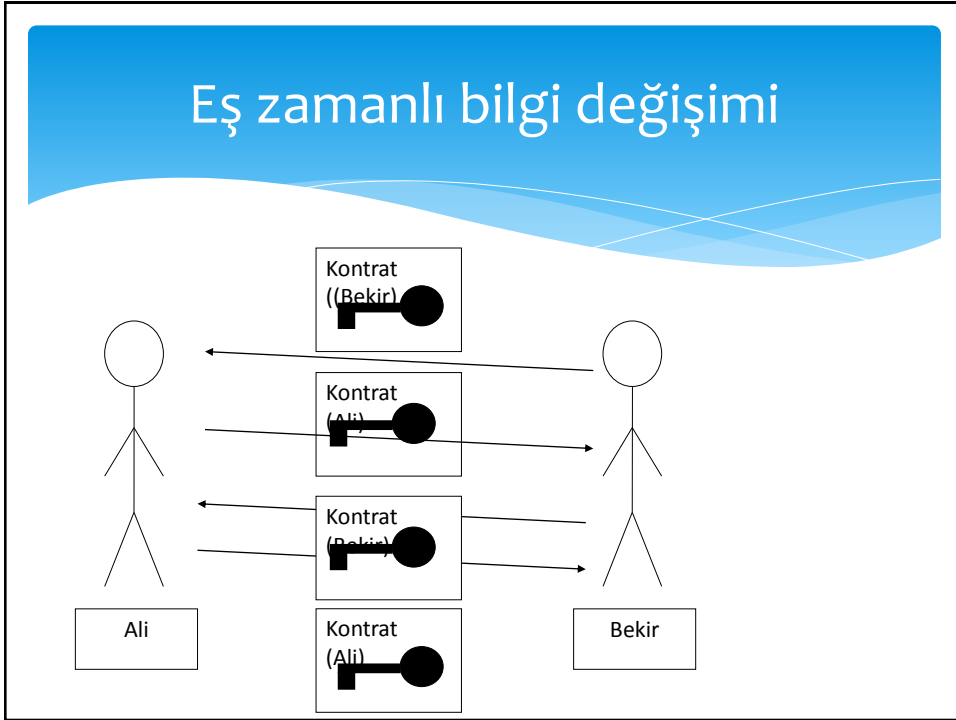 Eş zamanlı bilgi değişimi
Kontrat
((Bekir)
Kontrat
(Ali)
Kontrat
(Bekir)
Kontrat
(Ali)
Ali
Bekir